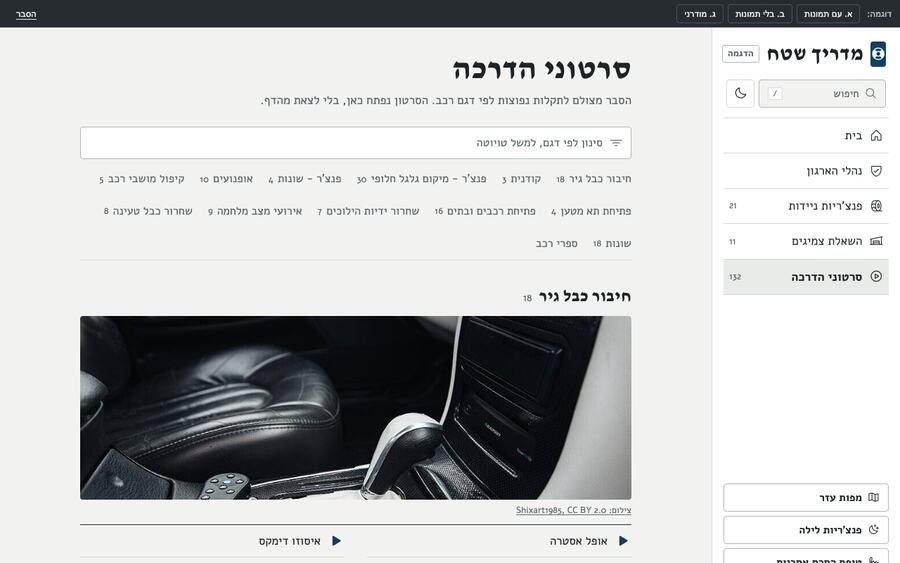 דוגמה: א. עם תמונות ב. בלי תמונות ג. מודרני הסבר
מדריך שטח הדגמה
חיפוש /
בית
נהלי הארגון
פנצ'ריות ניידות 21
השאלת צמיגים 11
סרטוני הדרכה 132
מפות עזר
פנצ'ריות לילה
סרטוני הדרכה
הסבר מצולם לתקלות נפוצות לפי דגם רכב. הסרטון נפתח כאן, בלי לצאת מהדף.
סינון לפי דגם, למשל טויוטה
חיבור כבל גיר 18 קודנית 3 פנצ'ר - מיקום גלגל חלופי 30 פנצ'ר - שונות 4 אופנועים 10 קיפול מושבי רכב 5
פתיחת תא מטען 4 פתיחת רכבים ובתים 16 שחרור ידיות הילוכים 7 אירועי מצב מלחמה 9 שחרור כבל טעינה 8
שונות 18 ספרי רכב
חיבור כבל גיר 18
צילום: Shixart1985, CC BY 2.0
אופל אסטרה
איסוזו דימקס